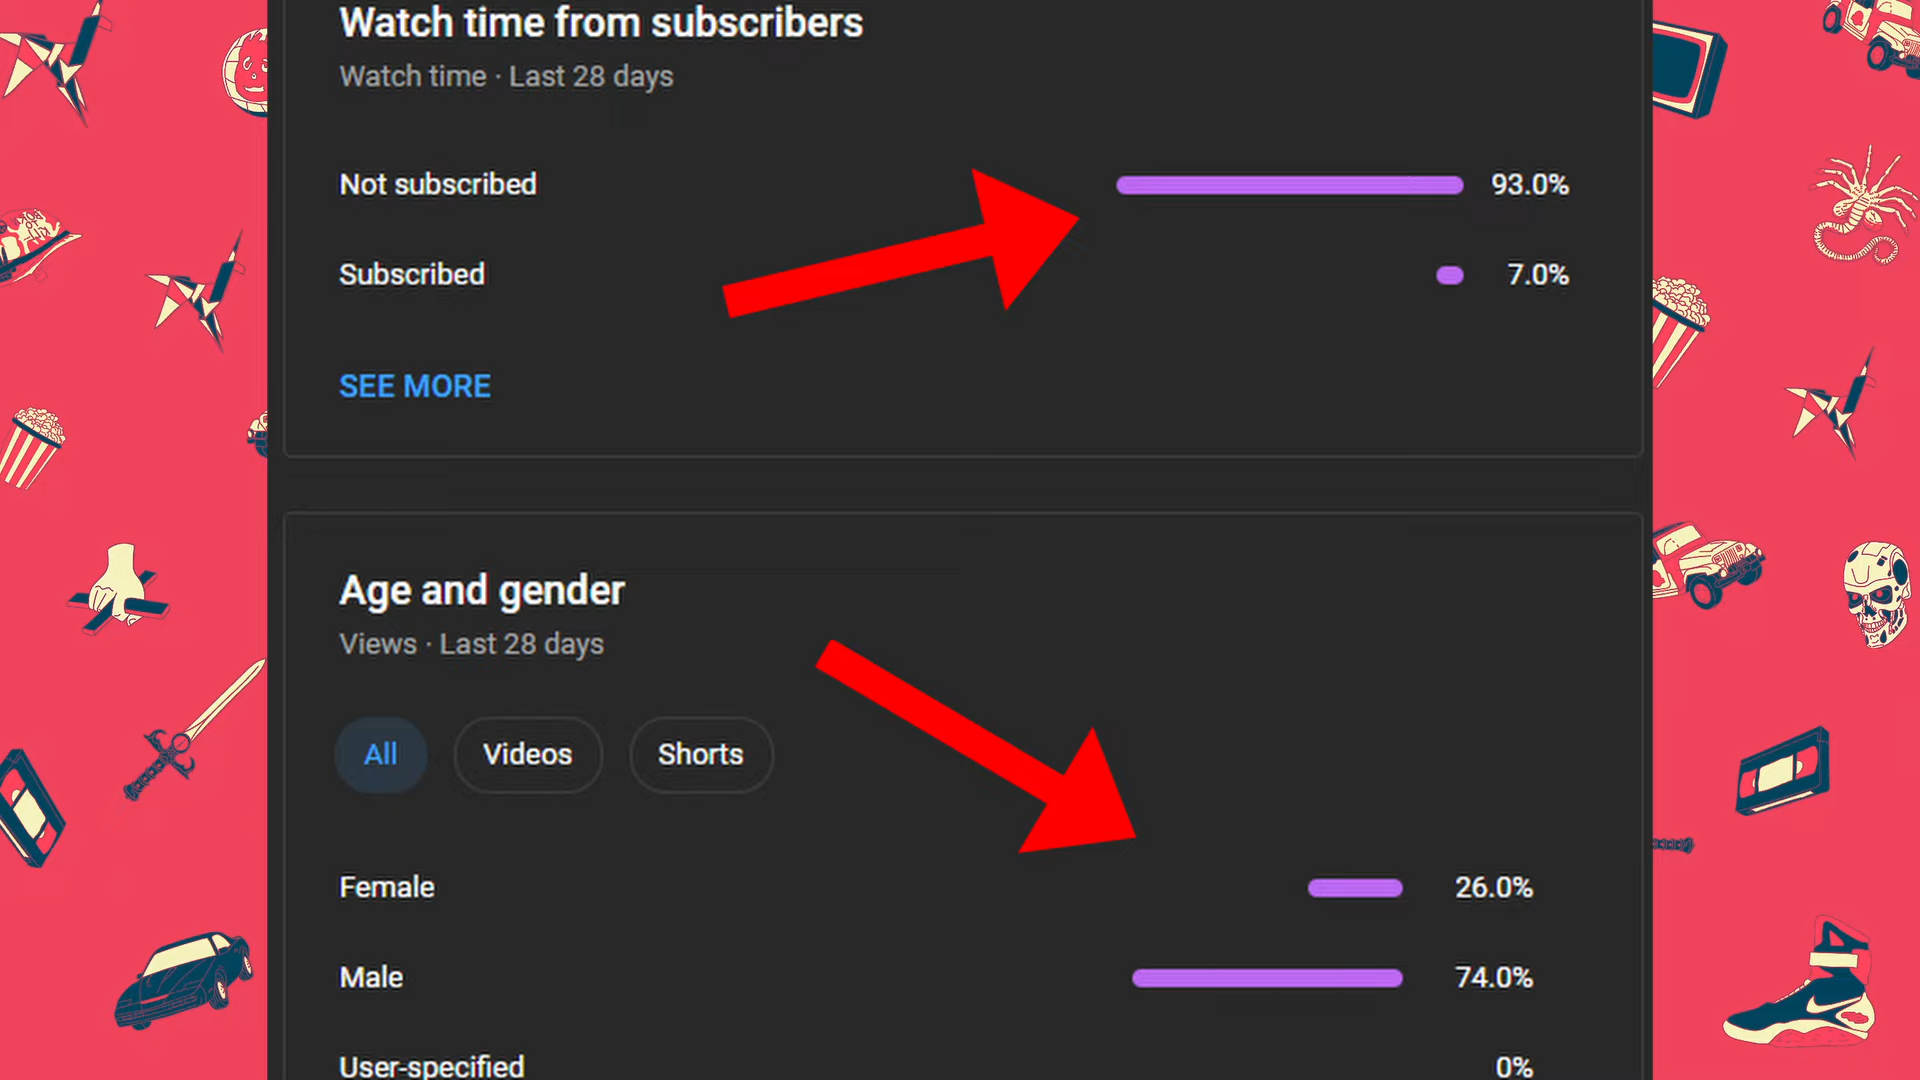 Watch time from subscribers
Watch time · Last 28 days
Not subscribed 93.0%
Subscribed 7.0%
SEE MORE
Age and gender
Views · Last 28 days
All Videos Shorts
Female 26.0%
Male 74.0%
User-specified 0%